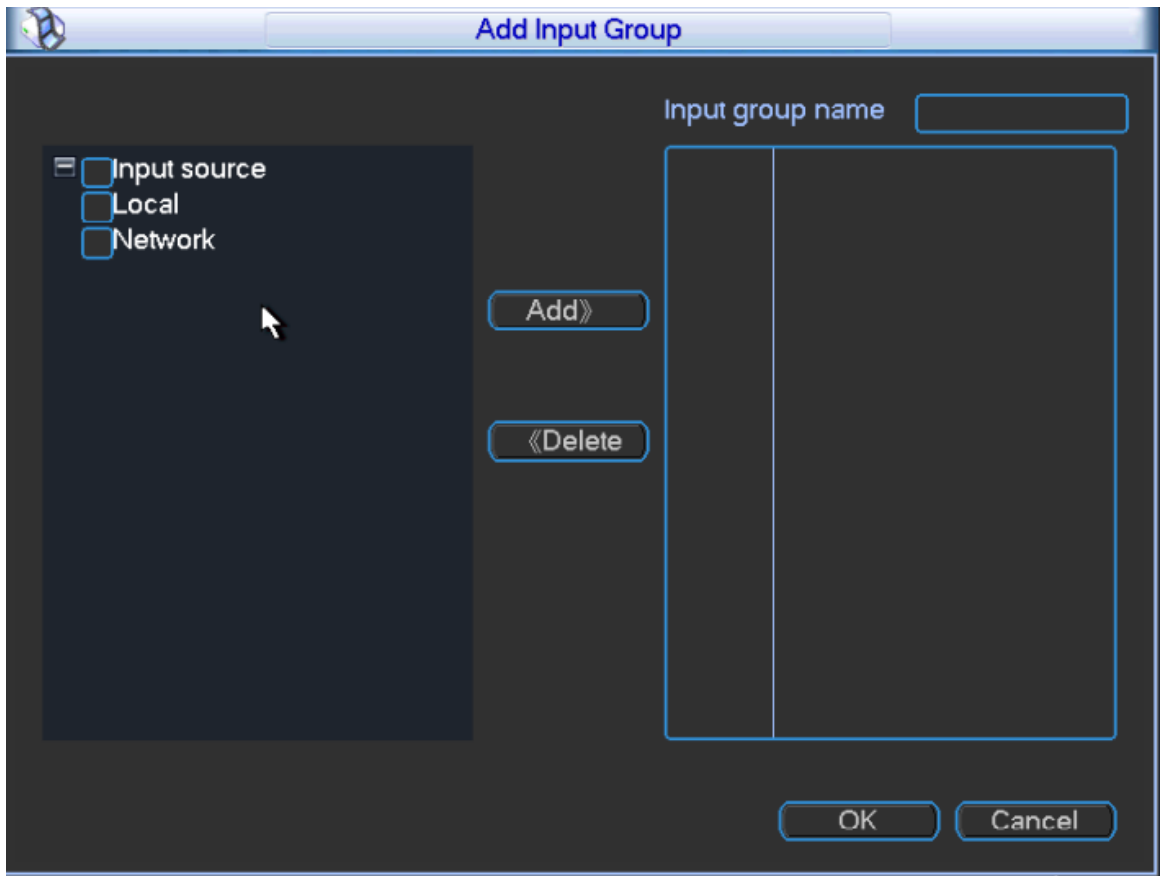 Add Input Group
Input group name
Input source
Local
Network
Add》
《Delete
OK
Cancel